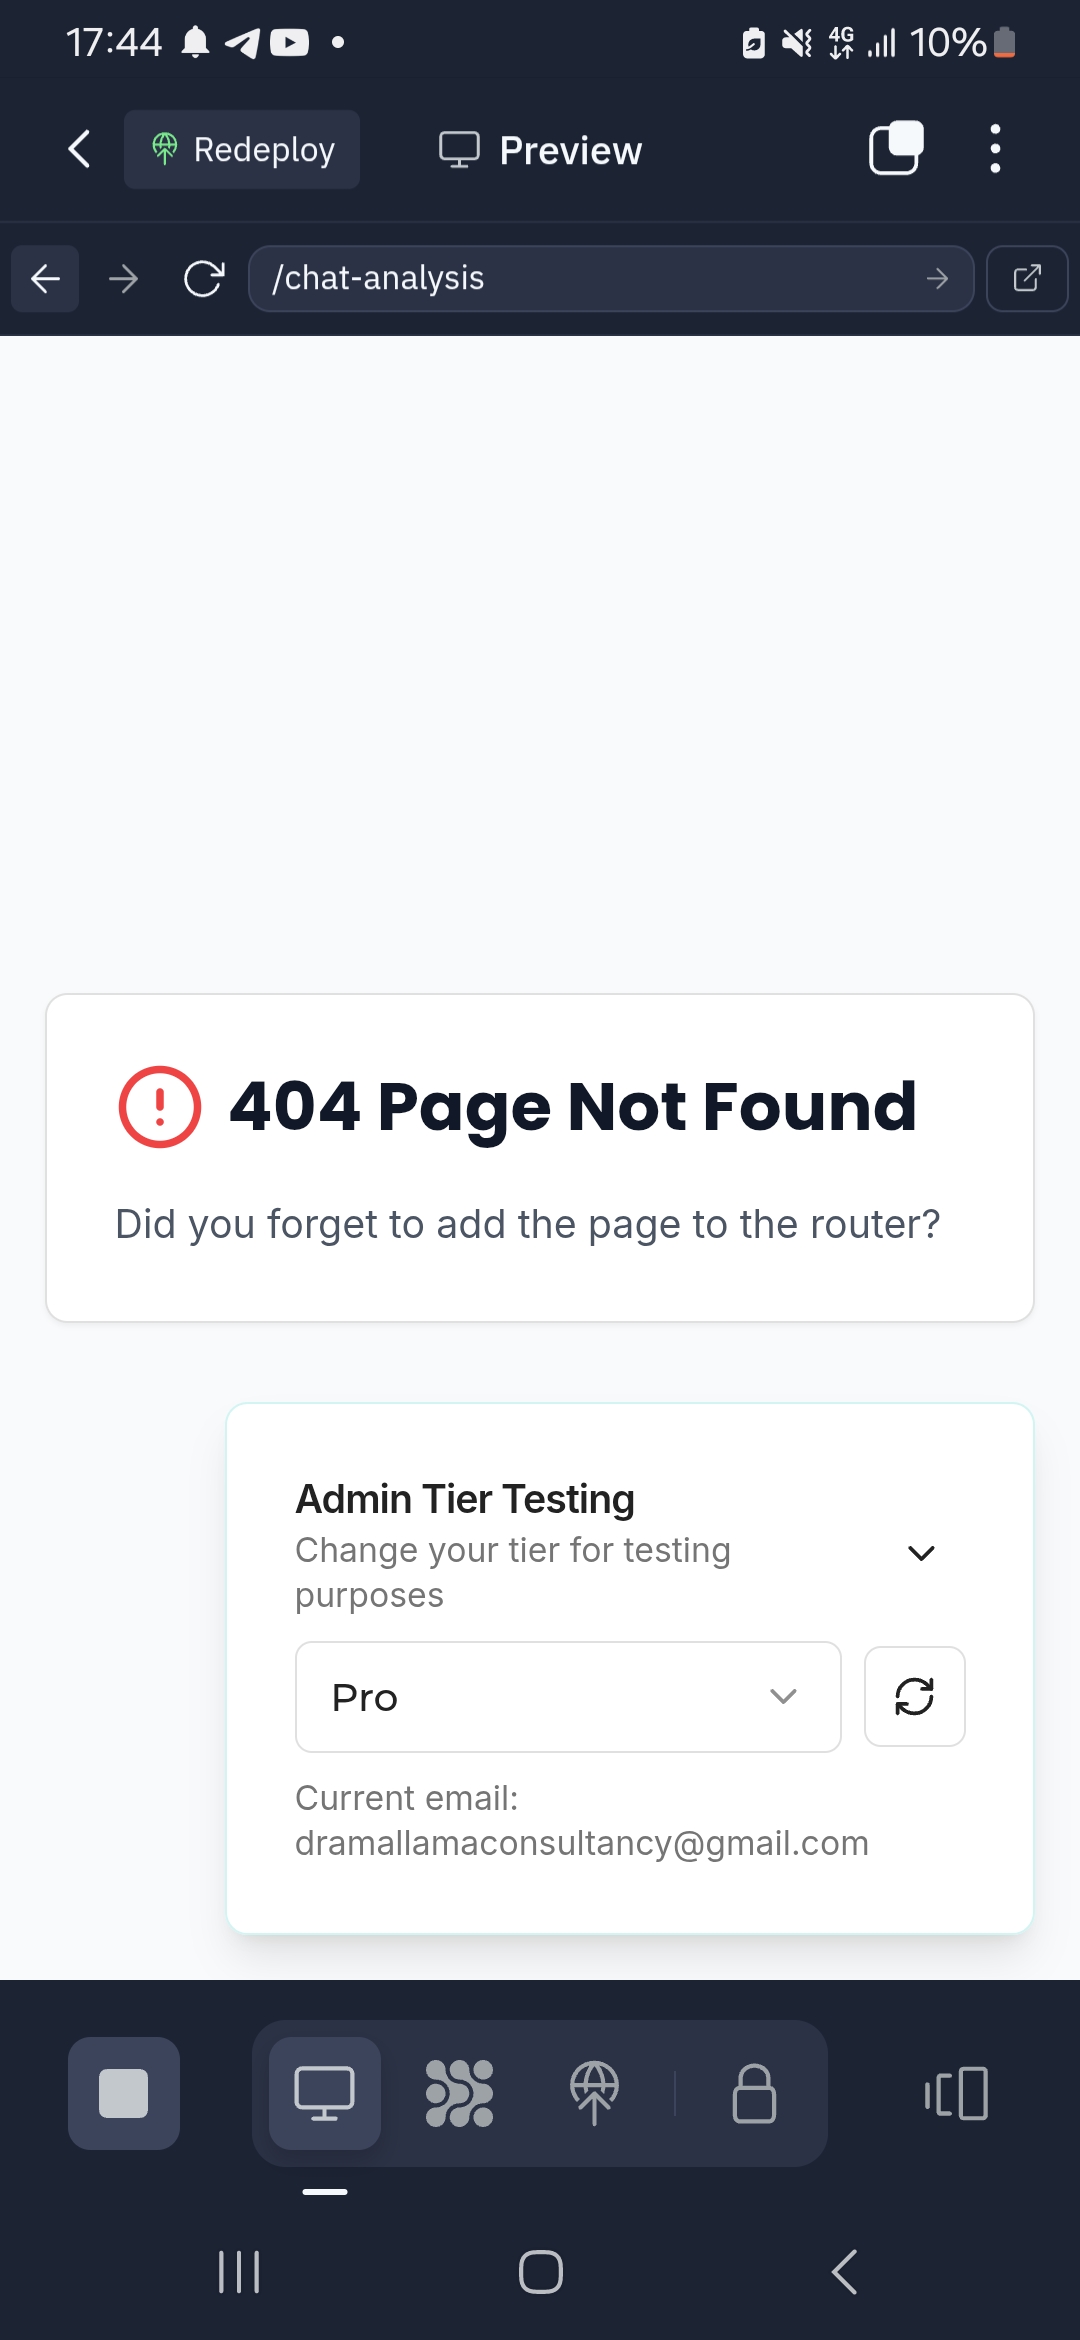 17:44
4G
10%
Redeploy
Preview
/chat-analysis
404 Page Not Found
Did you forget to add the page to the router?
Admin Tier Testing
Change your tier for testing
purposes
Pro
Current email:
dramallamaconsultancy@gmail.com